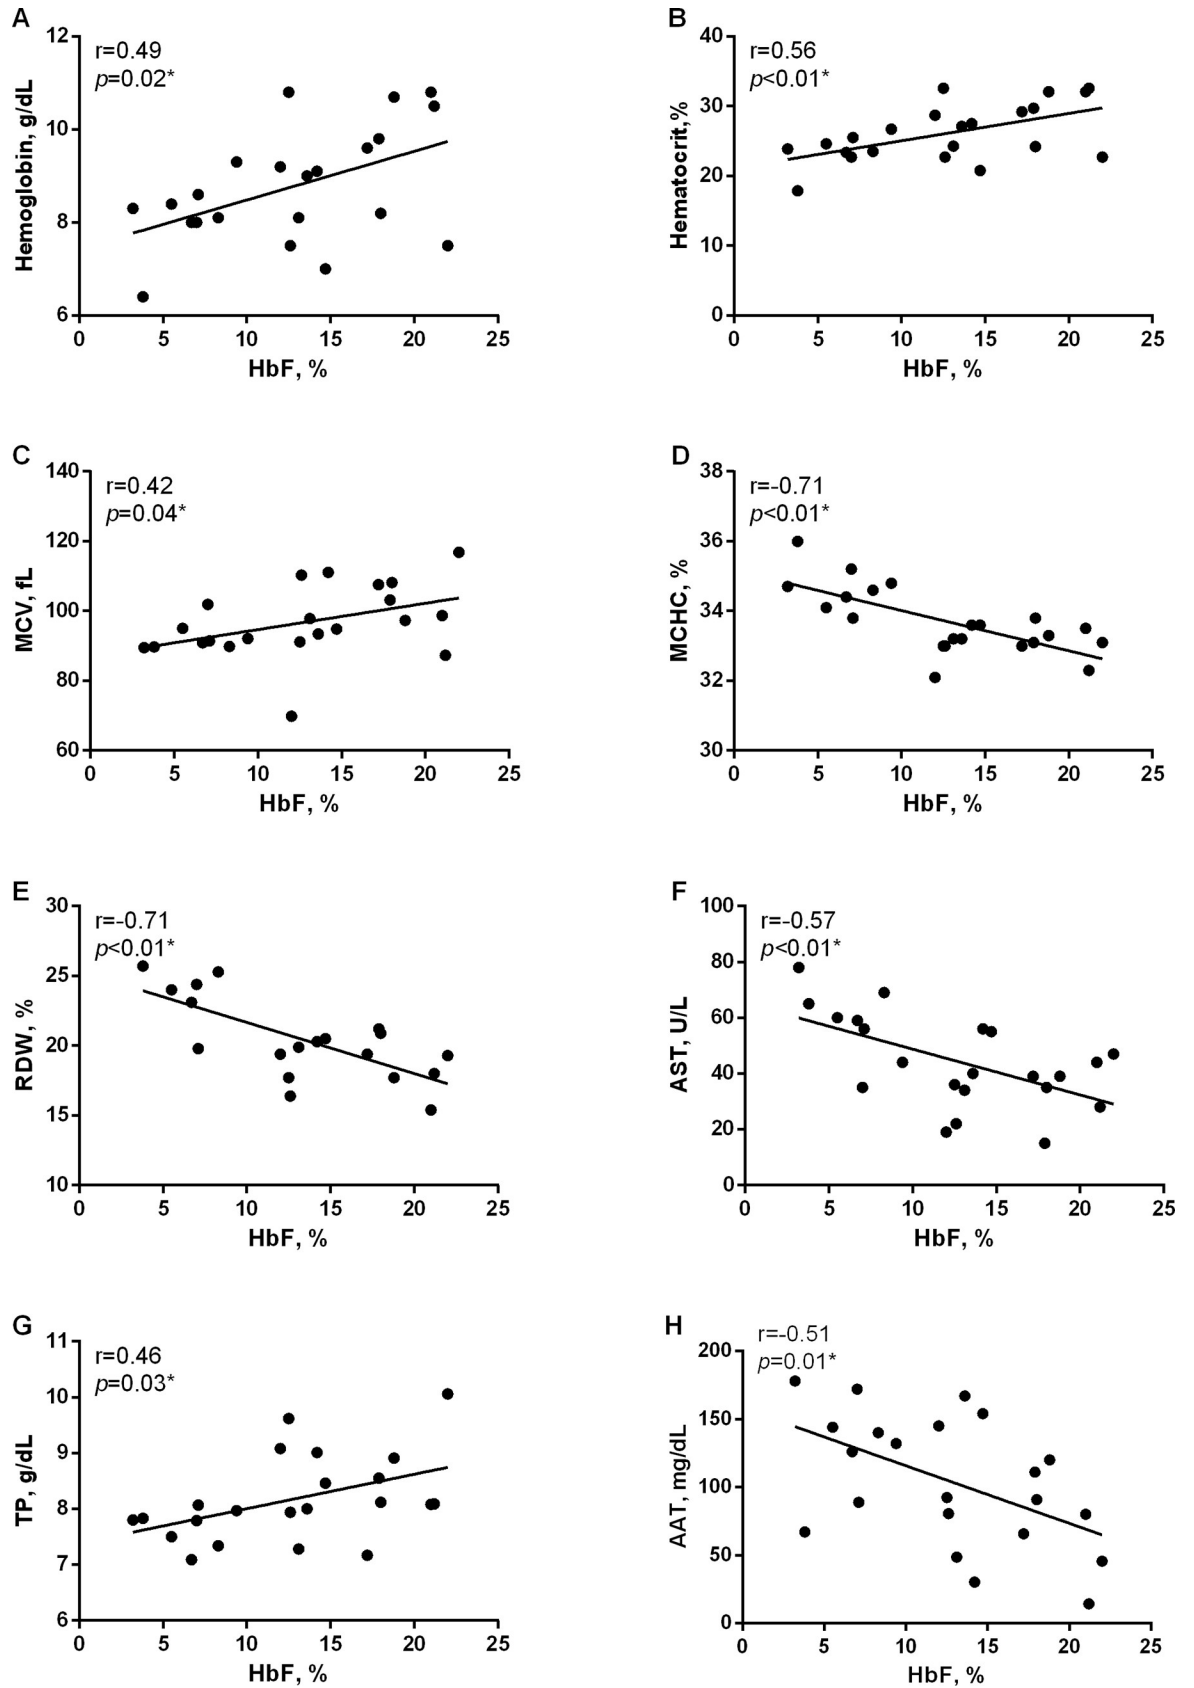 A
r=0.49
p=0.02*
Hemoglobin, g/dL
12
10
8
6
0 5 10 15 20 25
HbF, %
B
r=0.56
p<0.01*
Hematocrit,%
40
30
20
10
0
0 5 10 15 20 25
HbF, %
C
r=0.42
p=0.04*
MCV, fL
140
120
100
80
60
0 5 10 15 20 25
HbF, %
D
r=-0.71
p<0.01*
MCHC, %
38
36
34
32
30
0 5 10 15 20 25
HbF, %
E
r=-0.71
p<0.01*
RDW, %
30
25
20
15
10
0 5 10 15 20 25
HbF, %
F
r=-0.57
p<0.01*
AST, U/L
100
80
60
40
20
0
0 5 10 15 20 25
HbF, %
G
r=0.46
p=0.03*
TP, g/dL
11
10
9
8
7
6
0 5 10 15 20 25
HbF, %
H
r=-0.51
p=0.01*
AAT, mg/dL
200
150
100
50
0
0 5 10 15 20 25
HbF, %